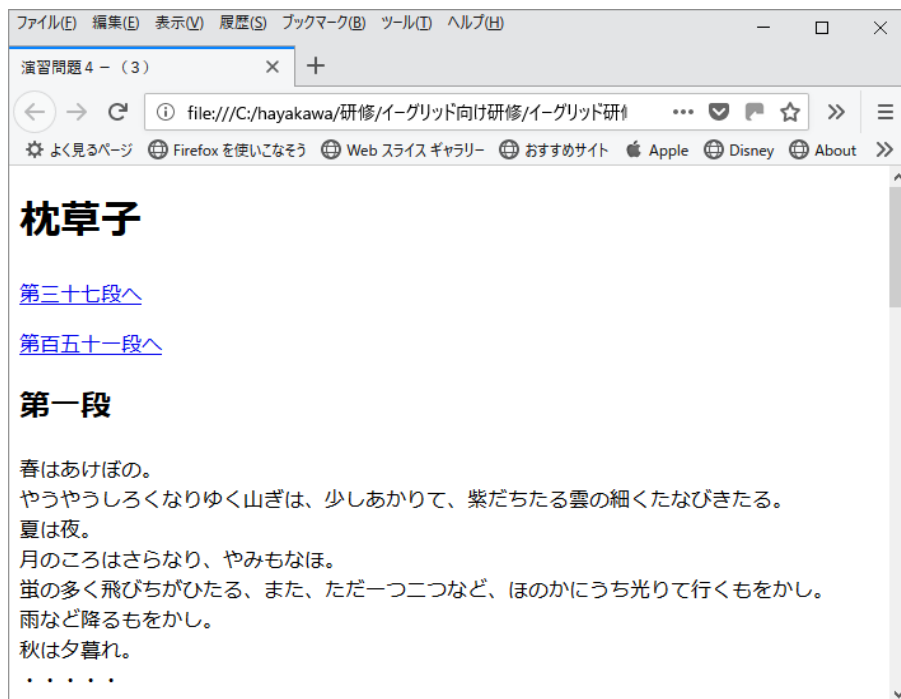 ファイル(F) 編集(E) 表示(V) 履歴(S) ブックマーク(B) ツール(T) ヘルプ(H)
演習問題4－（3）
file:///C:/hayakawa/研修/イーグリッド向け研修/イーグリッド研修
よく見るページ Firefox を使いこなそう Web スライス ギャラリー おすすめサイト Apple Disney About
枕草子
第三十七段へ
第百五十一段へ
第一段
春はあけぼの。
やうやうしろくなりゆく山ぎは、少しあかりて、紫だちたる雲の細くたなびきたる。
夏は夜。
月のころはさらなり、やみもなほ。
蛍の多く飛びちがひたる、また、ただ一つ二つなど、ほのかにうち光りて行くもをかし。
雨など降るもをかし。
秋は夕暮れ。
・・・・・